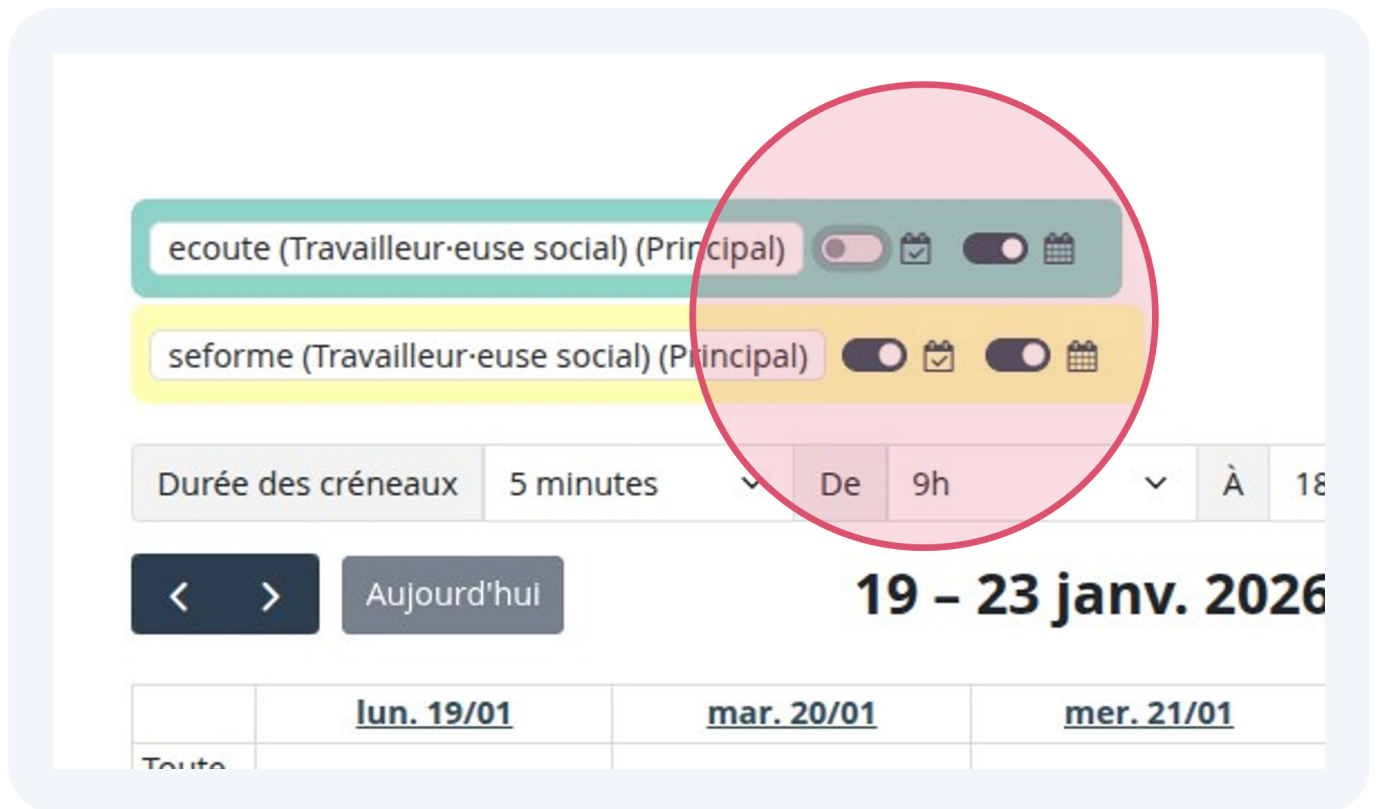 ecoute (Travailleur·euse social) (Principal)
seforme (Travailleur·euse social) (Principal)
Durée des créneaux 5 minutes De 9h À 18
Aujourd'hui 19 – 23 janv. 2026
lun. 19/01 mar. 20/01 mer. 21/01
Toute